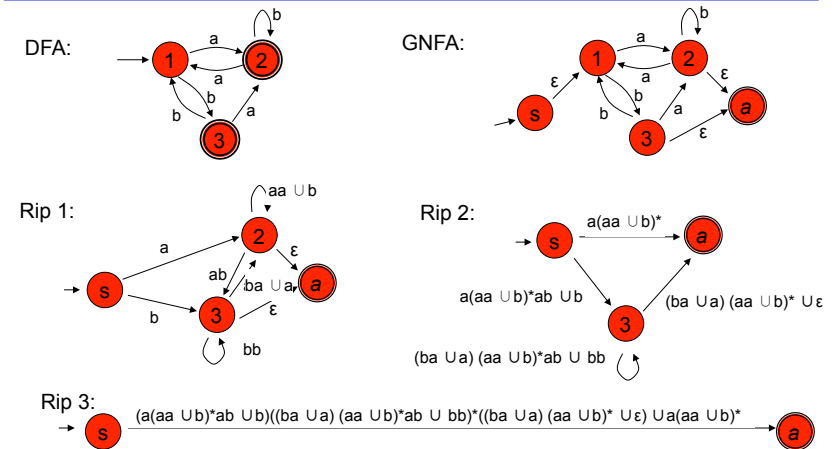 DFA:
1
a
a
2
b
b
b
a
3
GNFA:
s
ε
1
a
a
2
b
b
b
a
3
ε
ε
a
Rip 1:
s
a
b
2
aa ∪ b
ab
ba ∪ a
3
bb
ε
ε
a
Rip 2:
s
a(aa ∪ b)*
a
a(aa ∪ b)*ab ∪ b
3
(ba ∪ a) (aa ∪ b)* ∪ ε
(ba ∪ a) (aa ∪ b)*ab ∪ bb
Rip 3:
s
(a(aa ∪ b)*ab ∪ b)((ba ∪ a) (aa ∪ b)*ab ∪ bb)*((ba ∪ a) (aa ∪ b)* ∪ ε) ∪ a(aa ∪ b)*
a